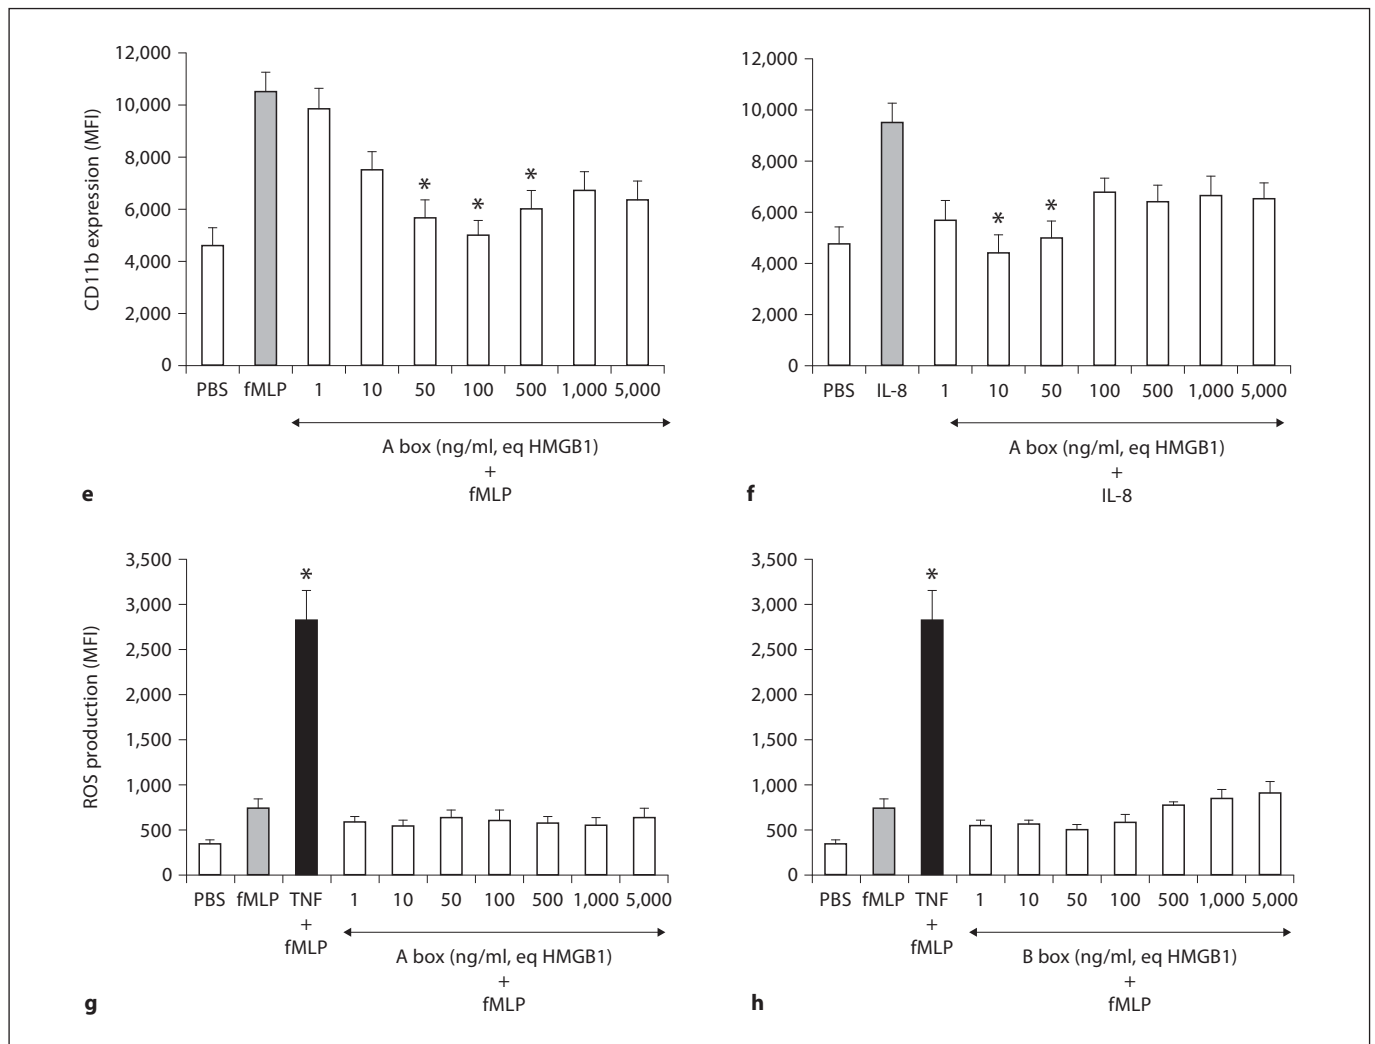 12,000
10,000
8,000
6,000
4,000
2,000
0
CD11b expression (MFI)
*
*
*
PBS fMLP 1 10 50 100 500 1,000 5,000
A box (ng/ml, eq HMGB1)
+
fMLP
e
12,000
10,000
8,000
6,000
4,000
2,000
0
*
*
PBS IL-8 1 10 50 100 500 1,000 5,000
A box (ng/ml, eq HMGB1)
+
IL-8
f
3,500
3,000
2,500
2,000
1,500
1,000
500
0
ROS production (MFI)
*
PBS fMLP TNF 1 10 50 100 500 1,000 5,000
+
fMLP
A box (ng/ml, eq HMGB1)
+
fMLP
g
3,500
3,000
2,500
2,000
1,500
1,000
500
0
*
PBS fMLP TNF 1 10 50 100 500 1,000 5,000
+
fMLP
B box (ng/ml, eq HMGB1)
+
fMLP
h